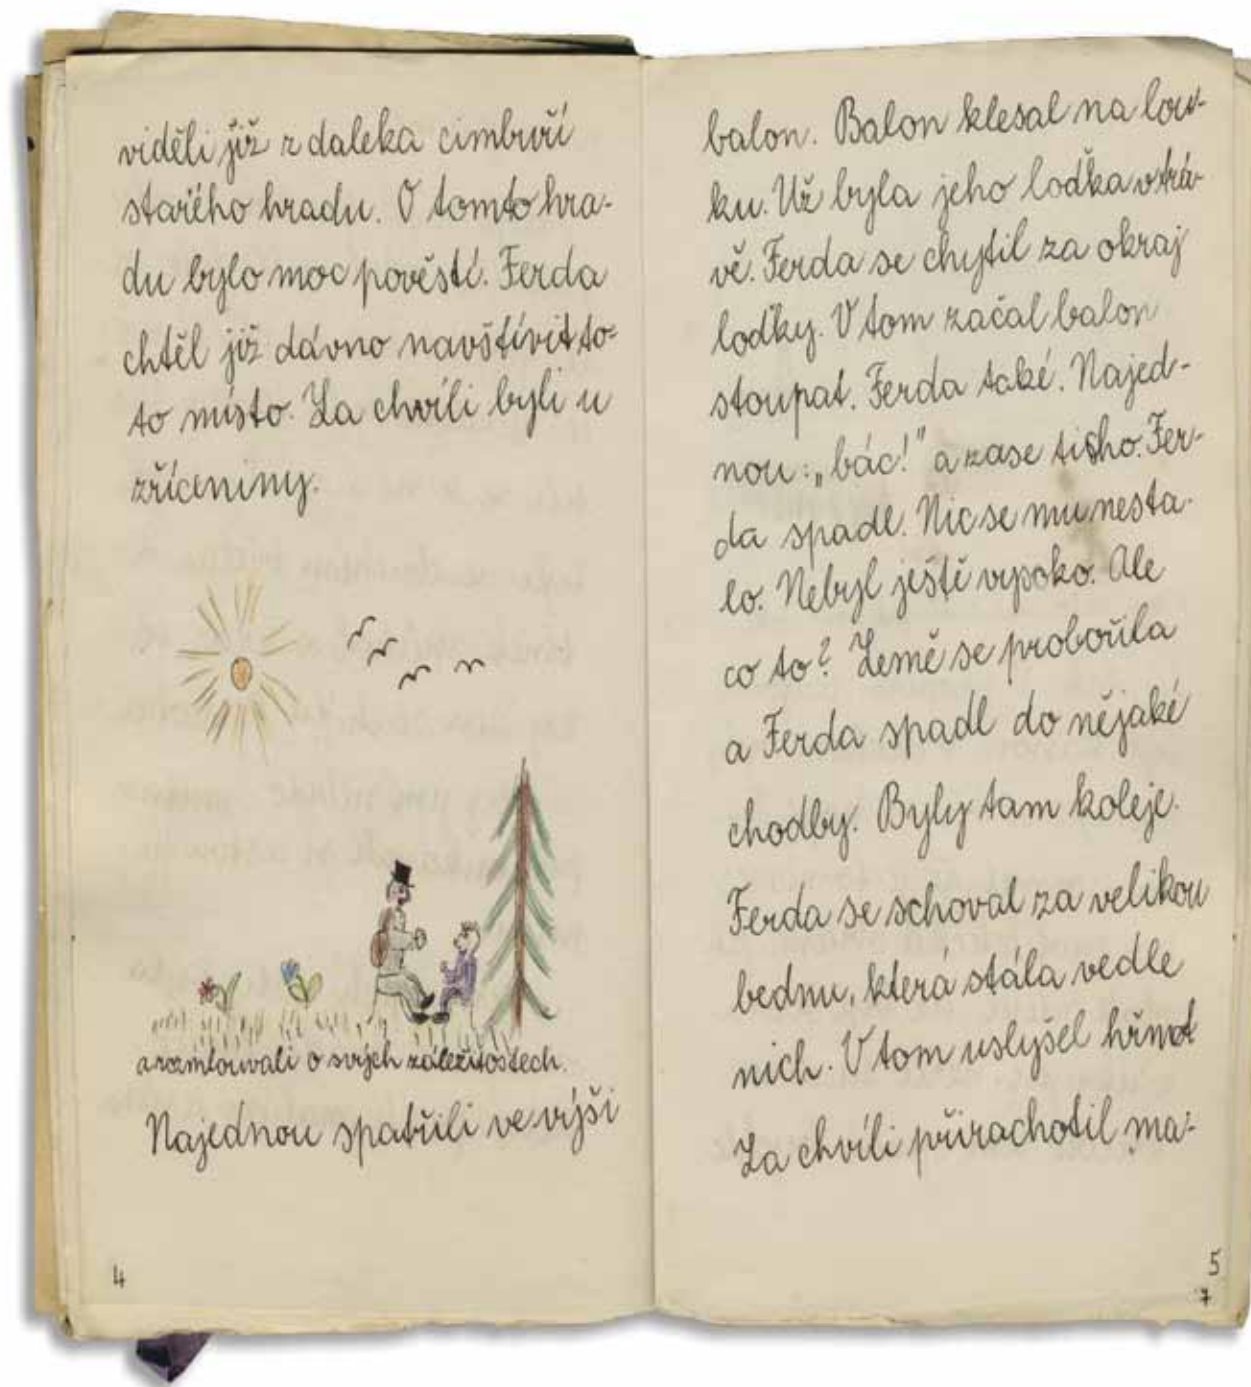 viděli již z daleka cimbuří
starého hradu. O tomto hra-
du bylo moc pověstí. Ferda
chtěl již dávno navštívit to-
to místo. Za chvíli byli u
zříceniny.
a rozmlouvali o svých záležitostech.
Najednou spatřili ve výši
4
balon. Balon klesal na lou-
ku. Už byla jeho loďka v trá-
vě. Ferda se chytil za okraj
loďky. V tom začal balon
stoupat. Ferda také. Najed-
nou: „bác!" a zase ticho. Fer-
da spadl. Nic se mu nesta-
lo. Nebyl ještě vysoko. Ale
co to? Země se probořila
a Ferda spadl do nějaké
chodby. Byly tam koleje.
Ferda se schoval za velikou
bednu, která stála vedle
nich. V tom uslyšel hřmot
Za chvíli přirachotil ma-
5
7